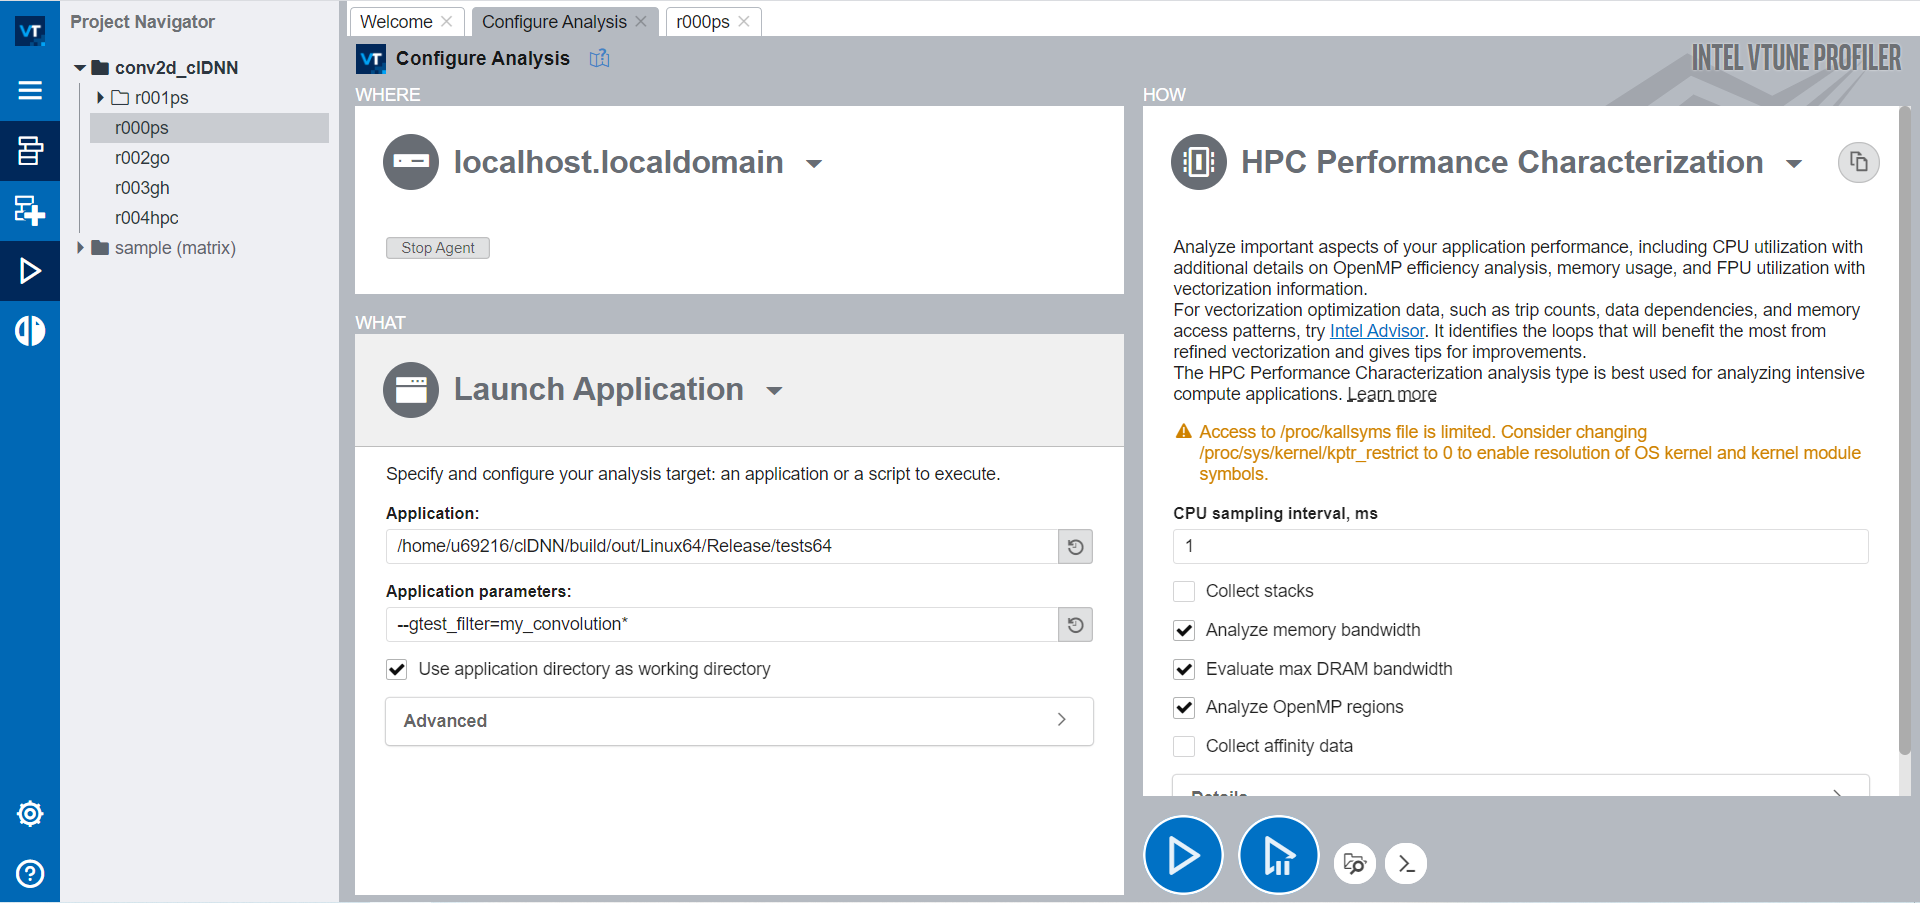 VT
Project Navigator
conv2d_clDNN
r001ps
r000ps
r002go
r003gh
r004hpc
sample (matrix)
Welcome
Configure Analysis
r000ps
VT
Configure Analysis
INTEL VTUNE PROFILER
WHERE
localhost.localdomain
Stop Agent
WHAT
Launch Application
Specify and configure your analysis target: an application or a script to execute.
Application:
/home/u69216/clDNN/build/out/Linux64/Release/tests64
Application parameters:
--gtest_filter=my_convolution*
Use application directory as working directory
Advanced
HOW
HPC Performance Characterization
Analyze important aspects of your application performance, including CPU utilization with
additional details on OpenMP efficiency analysis, memory usage, and FPU utilization with
vectorization information.
For vectorization optimization data, such as trip counts, data dependencies, and memory
access patterns, try Intel Advisor. It identifies the loops that will benefit the most from
refined vectorization and gives tips for improvements.
The HPC Performance Characterization analysis type is best used for analyzing intensive
compute applications. Learn more
Access to /proc/kallsyms file is limited. Consider changing
/proc/sys/kernel/kptr_restrict to 0 to enable resolution of OS kernel and kernel module
symbols.
CPU sampling interval, ms
1
Collect stacks
Analyze memory bandwidth
Evaluate max DRAM bandwidth
Analyze OpenMP regions
Collect affinity data
Details